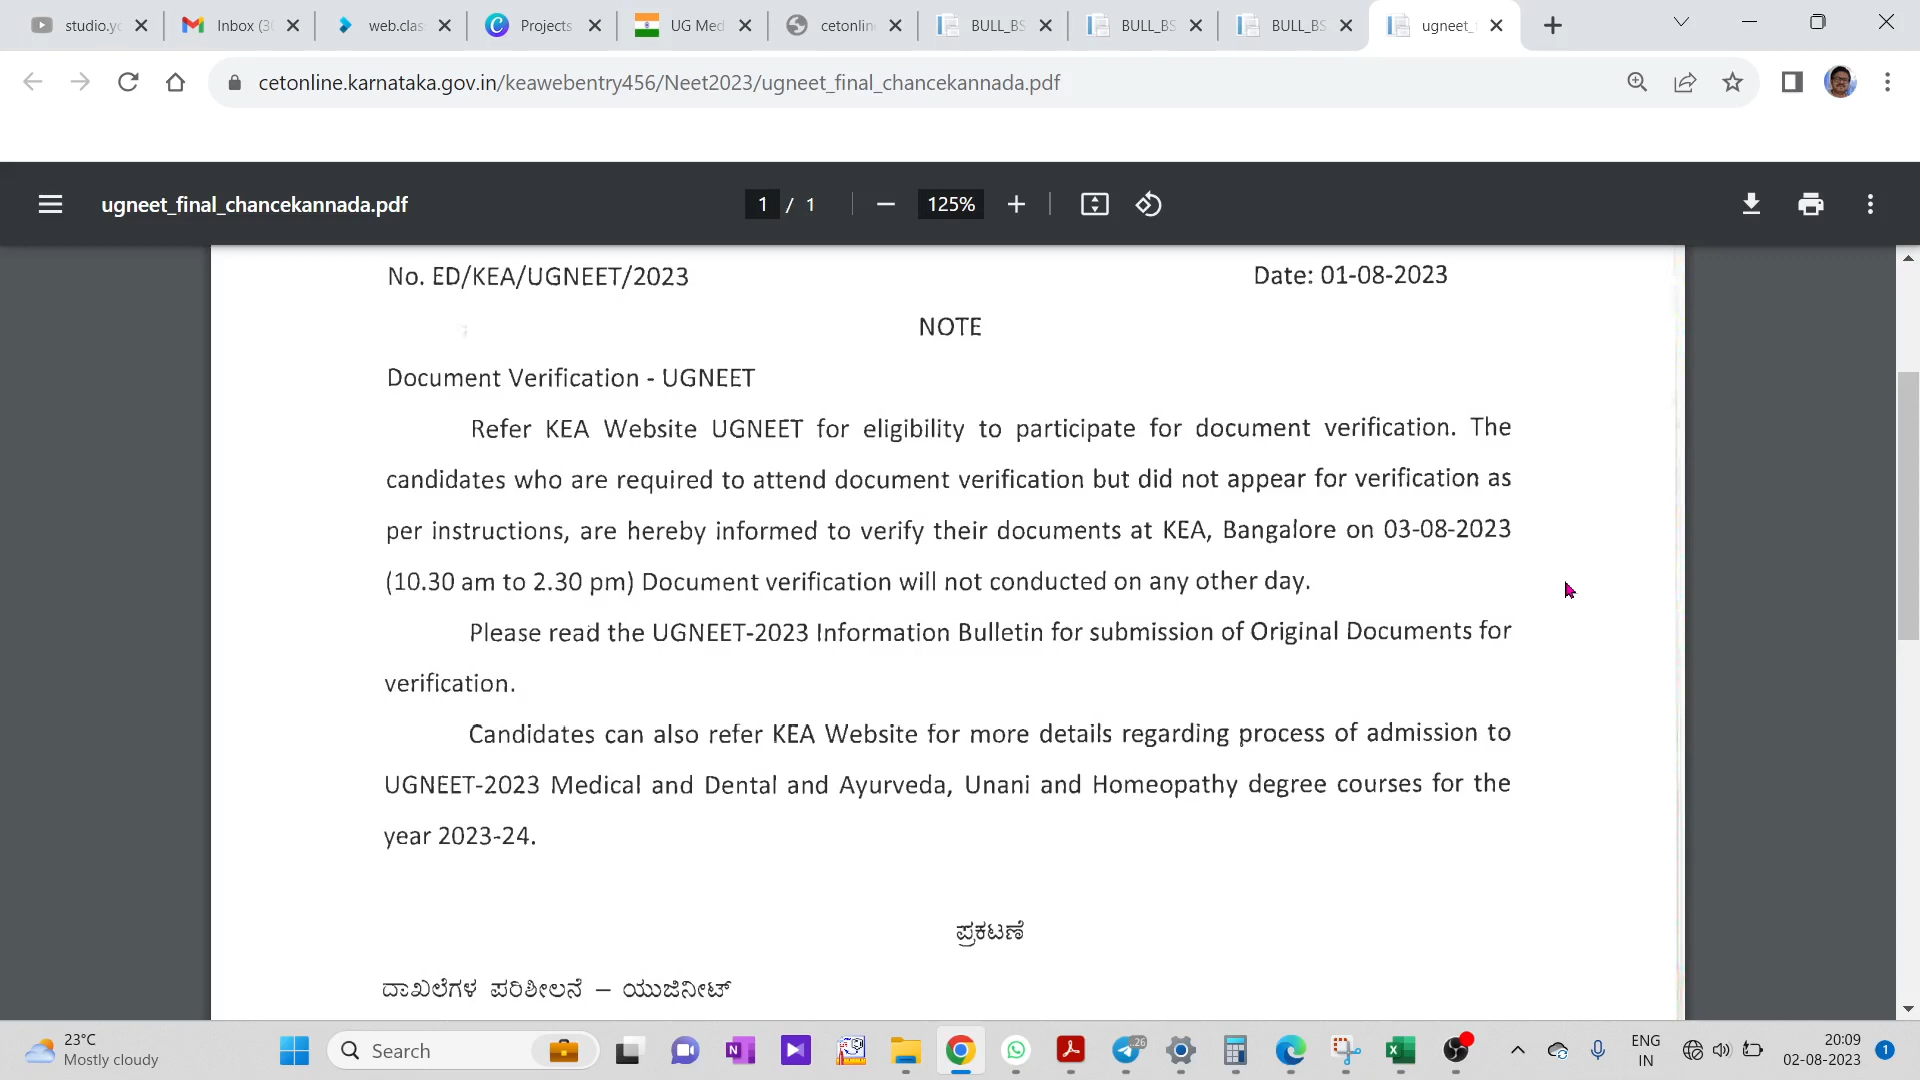 studio.yc
Inbox (3
web.clas
Projects
UG Med
cetonlin
BULL_BS
BULL_BS
BULL_BS
ugneet_
cetonline.karnataka.gov.in/keawebentry456/Neet2023/ugneet_final_chancekannada.pdf
ugneet_final_chancekannada.pdf
1 / 1
125%
No. ED/KEA/UGNEET/2023 Date: 01-08-2023
NOTE
Document Verification - UGNEET
Refer KEA Website UGNEET for eligibility to participate for document verification. The
candidates who are required to attend document verification but did not appear for verification as
per instructions, are hereby informed to verify their documents at KEA, Bangalore on 03-08-2023
(10.30 am to 2.30 pm) Document verification will not conducted on any other day.
Please read the UGNEET-2023 Information Bulletin for submission of Original Documents for
verification.
Candidates can also refer KEA Website for more details regarding process of admission to
UGNEET-2023 Medical and Dental and Ayurveda, Unani and Homeopathy degree courses for the
year 2023-24.
ಪ್ರಕಟಣೆ
ದಾಖಲೆಗಳ ಪರಿಶೀಲನೆ – ಯುಜಿನೀಟ್
23°C
Mostly cloudy
Search
26
ENG
IN
20:09
02-08-2023
1